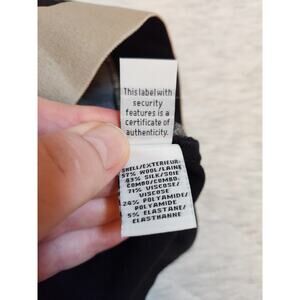 This label with
security
features is a
certificate of
authenticity.
SHELL/EXTERIEUR:
57% WOOL/LAINE
43% SILK/SOIE
COMBO/COMBO:
71% VISCOSE/
VISCOSE
24% POLYAMIDE/
POLYAMIDE
5% ELASTANE/
ELASTHANNE